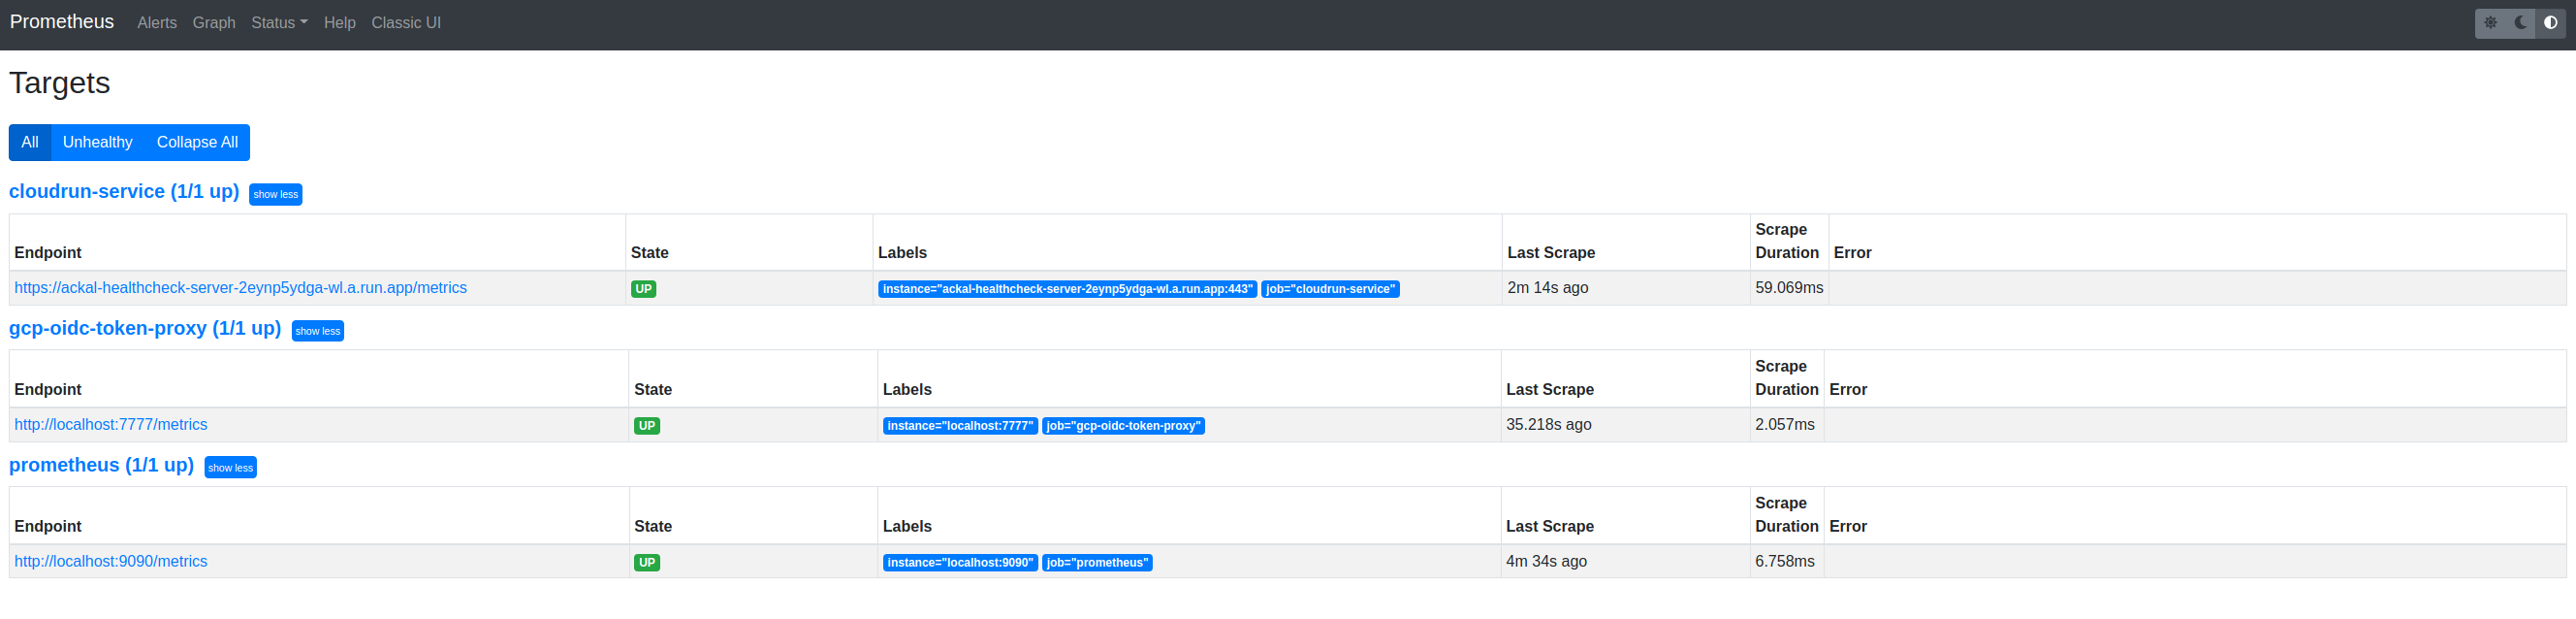 Prometheus Alerts Graph Status Help Classic UI
Targets
All Unhealthy Collapse All
cloudrun-service (1/1 up) show less
Endpoint State Labels Last Scrape Scrape Duration Error
https://ackal-healthcheck-server-2eynp5ydga-wl.a.run.app/metrics UP instance="ackal-healthcheck-server-2eynp5ydga-wl.a.run.app:443" job="cloudrun-service" 2m 14s ago 59.069ms
gcp-oidc-token-proxy (1/1 up) show less
Endpoint State Labels Last Scrape Scrape Duration Error
http://localhost:7777/metrics UP instance="localhost:7777" job="gcp-oidc-token-proxy" 35.218s ago 2.057ms
prometheus (1/1 up) show less
Endpoint State Labels Last Scrape Scrape Duration Error
http://localhost:9090/metrics UP instance="localhost:9090" job="prometheus" 4m 34s ago 6.758ms